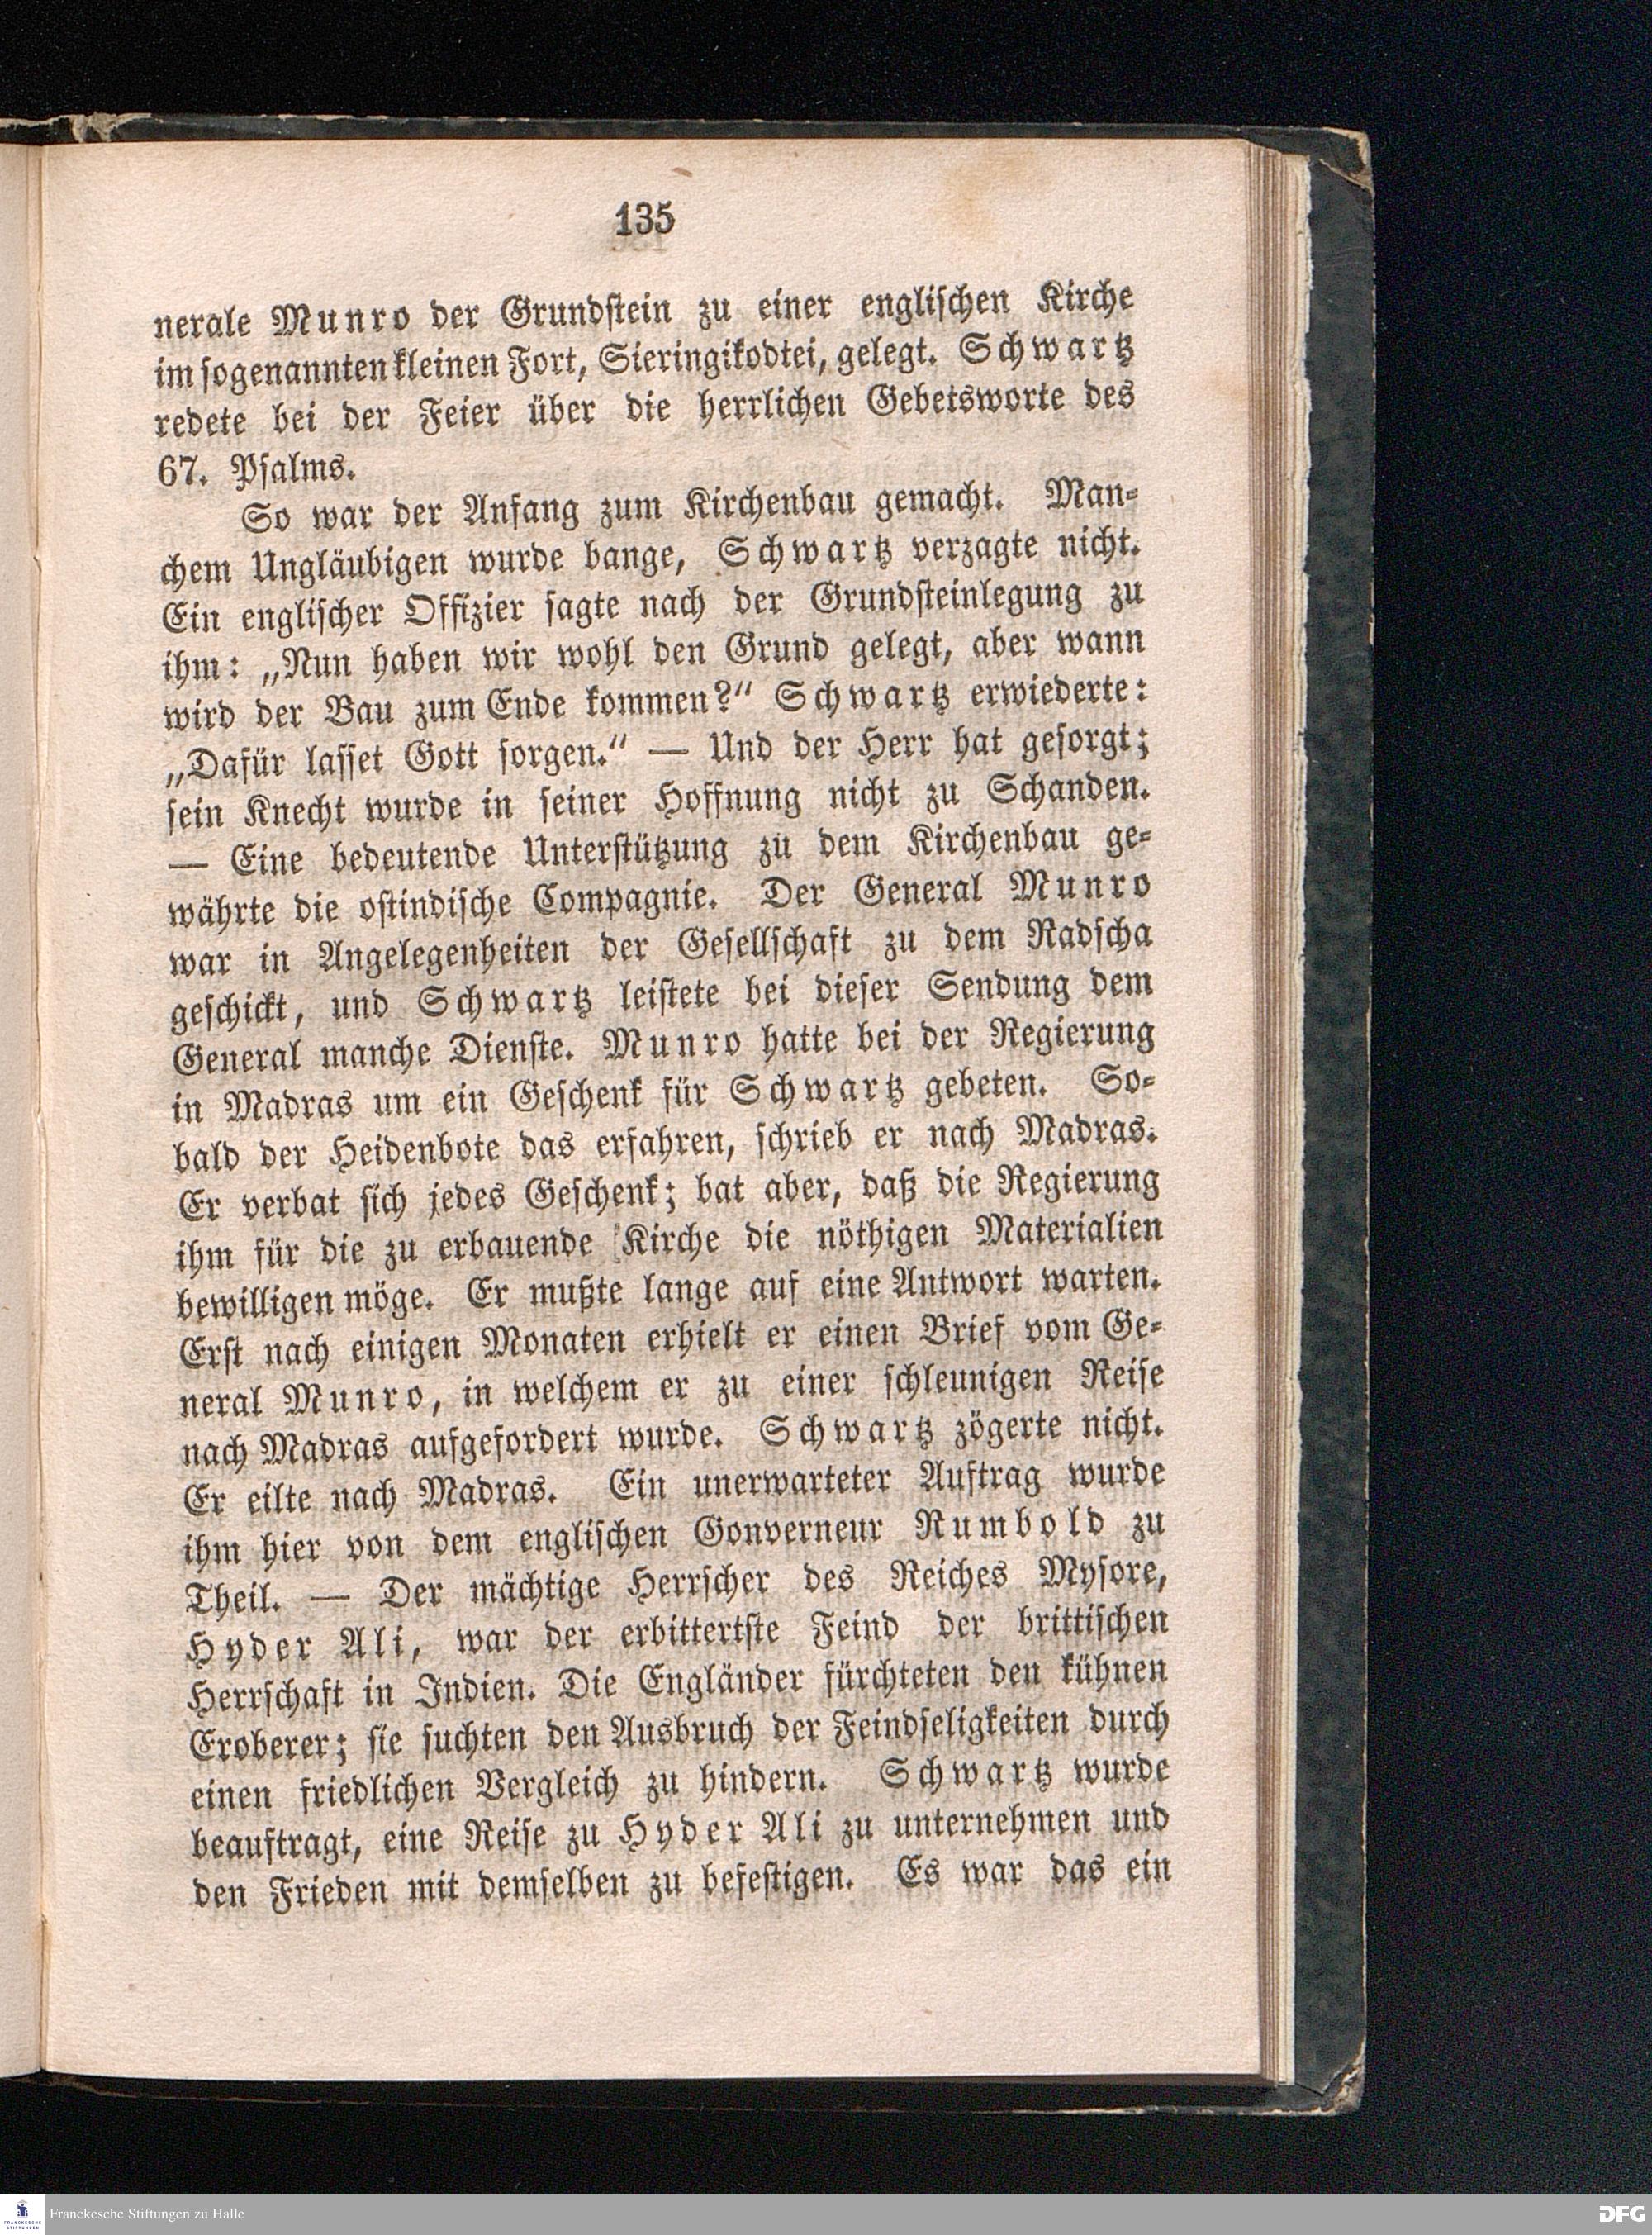 135
nerale Munro der Grundstein zu einer englischen Kirche
im sogenannten kleinen Fort, Sieringikodtei, gelegt. Schwartz
redete bei der Feier über die herrlichen Gebetsworte des
67. Psalms.
So war der Anfang zum Kirchenbau gemacht. Man-
chem Ungläubigen wurde bange, Schwartz verzagte nicht.
Ein englischer Offizier sagte nach der Grundsteinlegung zu
ihm: „Nun haben wir wohl den Grund gelegt, aber wann
wird der Bau zum Ende kommen?“ Schwartz erwiederte:
„Dafür lasset Gott sorgen.“ — Und der Herr hat gesorgt;
sein Knecht wurde in seiner Hoffnung nicht zu Schanden.
— Eine bedeutende Unterstützung zu dem Kirchenbau ge-
währte die ostindische Compagnie. Der General Munro
war in Angelegenheiten der Gesellschaft zu dem Radscha
geschickt, und Schwartz leistete bei dieser Sendung dem
General manche Dienste. Munro hatte bei der Regierung
in Madras um ein Geschenk für Schwartz gebeten. So-
bald der Heidenbote das erfahren, schrieb er nach Madras.
Er verbat sich jedes Geschenk; bat aber, daß die Regierung
ihm für die zu erbauende Kirche die nöthigen Materialien
bewilligen möge. Er mußte lange auf eine Antwort warten.
Erst nach einigen Monaten erhielt er einen Brief vom Ge-
neral Munro, in welchem er zu einer schleunigen Reise
nach Madras aufgefordert wurde. Schwartz zögerte nicht.
Er eilte nach Madras. Ein unerwarteter Auftrag wurde
ihm hier von dem englischen Gonverneur Rumbold zu
Theil. — Der mächtige Herrscher des Reiches Mysore,
Hyder Ali, war der erbittertste Feind der brittischen
Herrschaft in Indien. Die Engländer fürchteten den kühnen
Eroberer; sie suchten den Ausbruch der Feindseligkeiten durch
einen friedlichen Vergleich zu hindern. Schwartz wurde
beauftragt, eine Reise zu Hyder Ali zu unternehmen und
den Frieden mit demselben zu befestigen. Es war das ein
FRANCKESCHE
STIFTUNGEN
Franckesche Stiftungen zu Halle
DFG